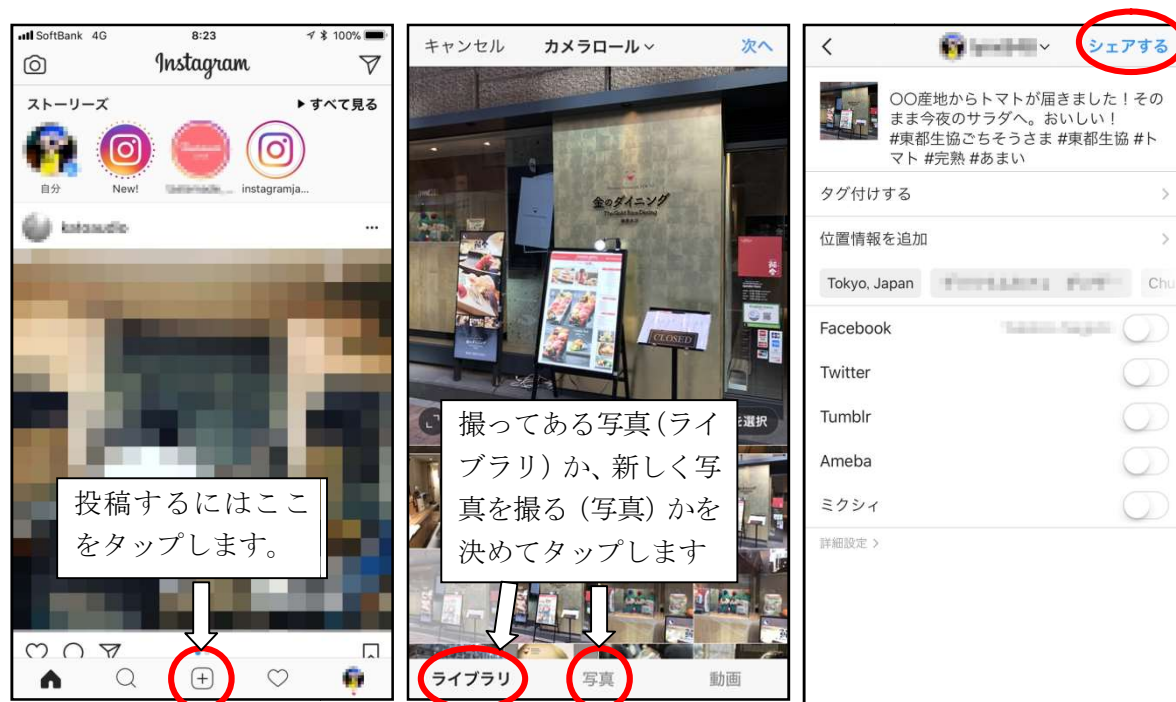 SoftBank 4G 8:23 100%
Instagram
ストーリーズ ▶ すべて見る
自分 New! instagramja...
投稿するにはここ
をタップします。
キャンセル カメラロール 次へ
金のダイニング
CLOSED
を選択
撮ってある写真（ライ
ブラリ）か、新しく写
真を撮る（写真）かを
決めてタップします
ライブラリ 写真 動画
シェアする
〇〇産地からトマトが届きました！その
まま今夜のサラダへ。おいしい！
#東都生協ごちそうさま #東都生協 #ト
マト #完熟 #あまい
タグ付けする
位置情報を追加
Tokyo, Japan Chu
Facebook
Twitter
Tumblr
Ameba
ミクシィ
詳細設定